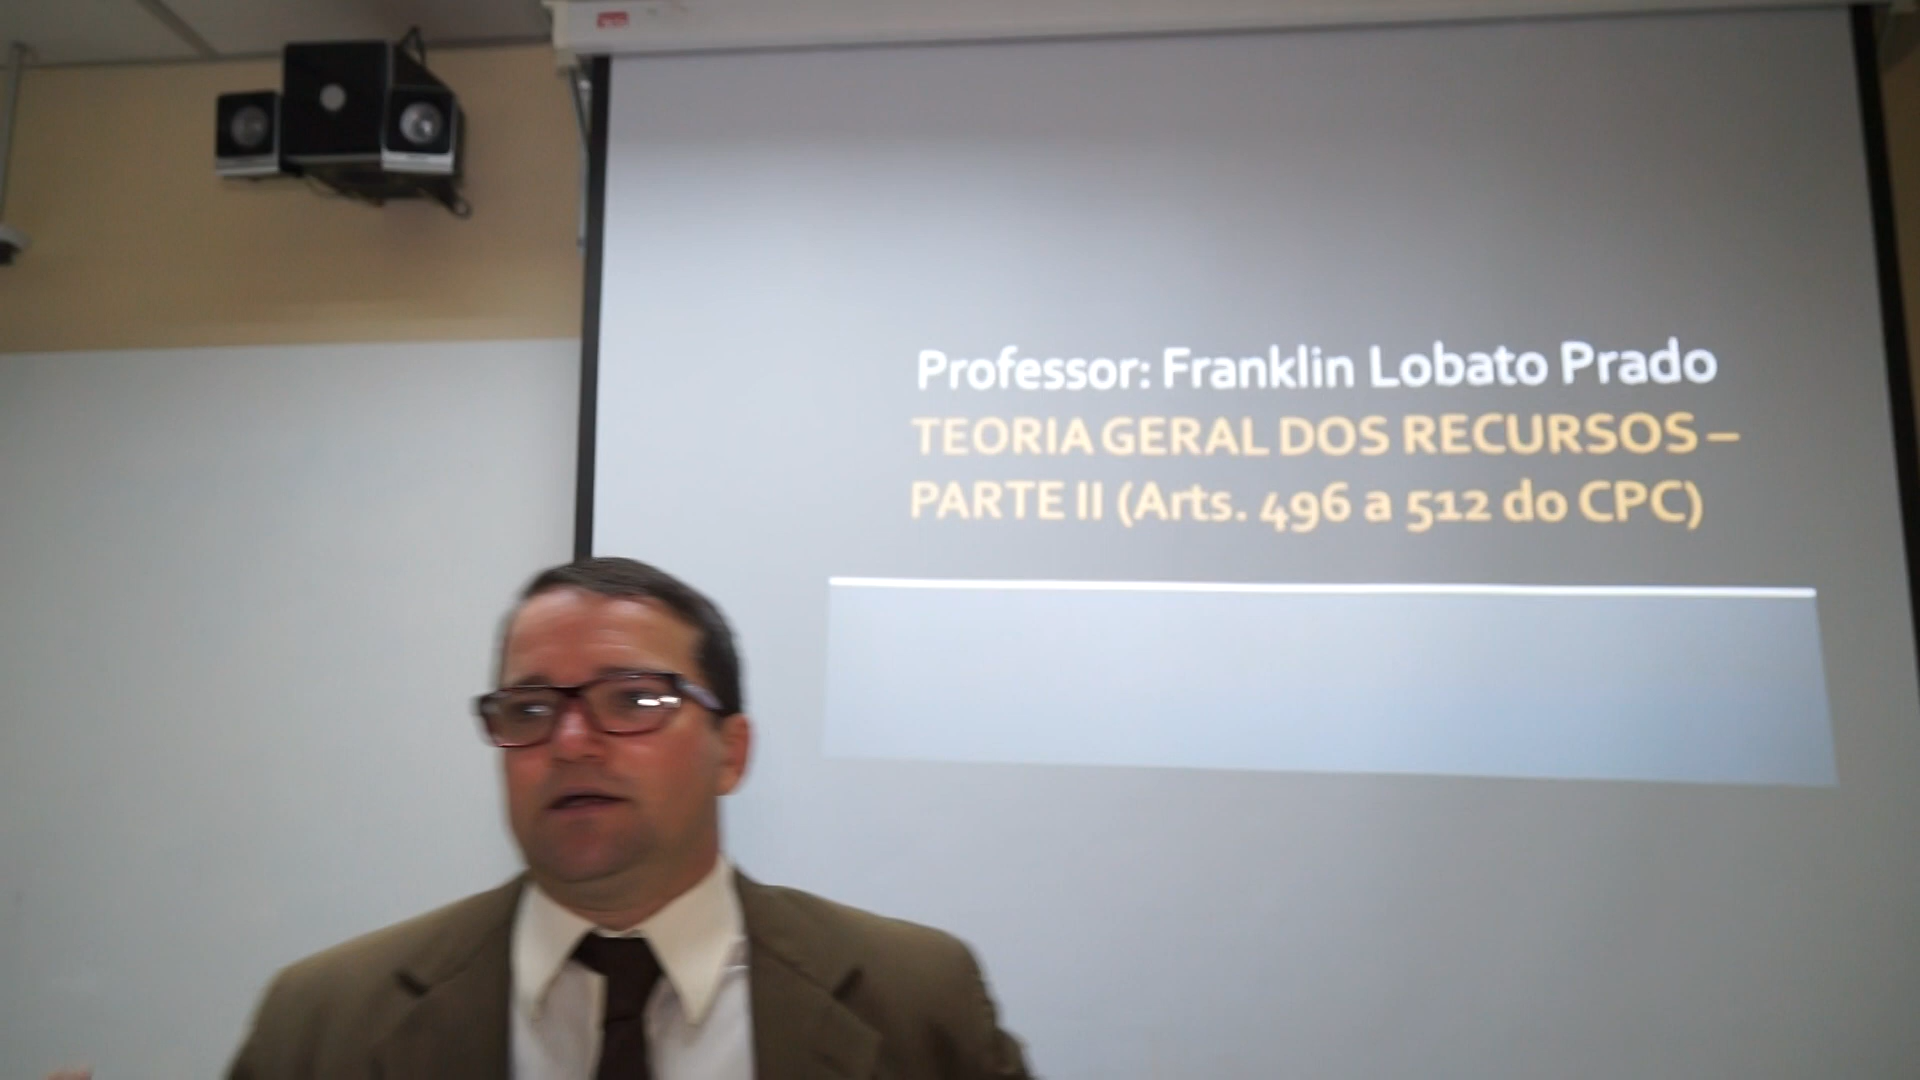 Professor: Franklin Lobato Prado
TEORIA GERAL DOS RECURSOS –
PARTE II (Arts. 496 a 512 do CPC)